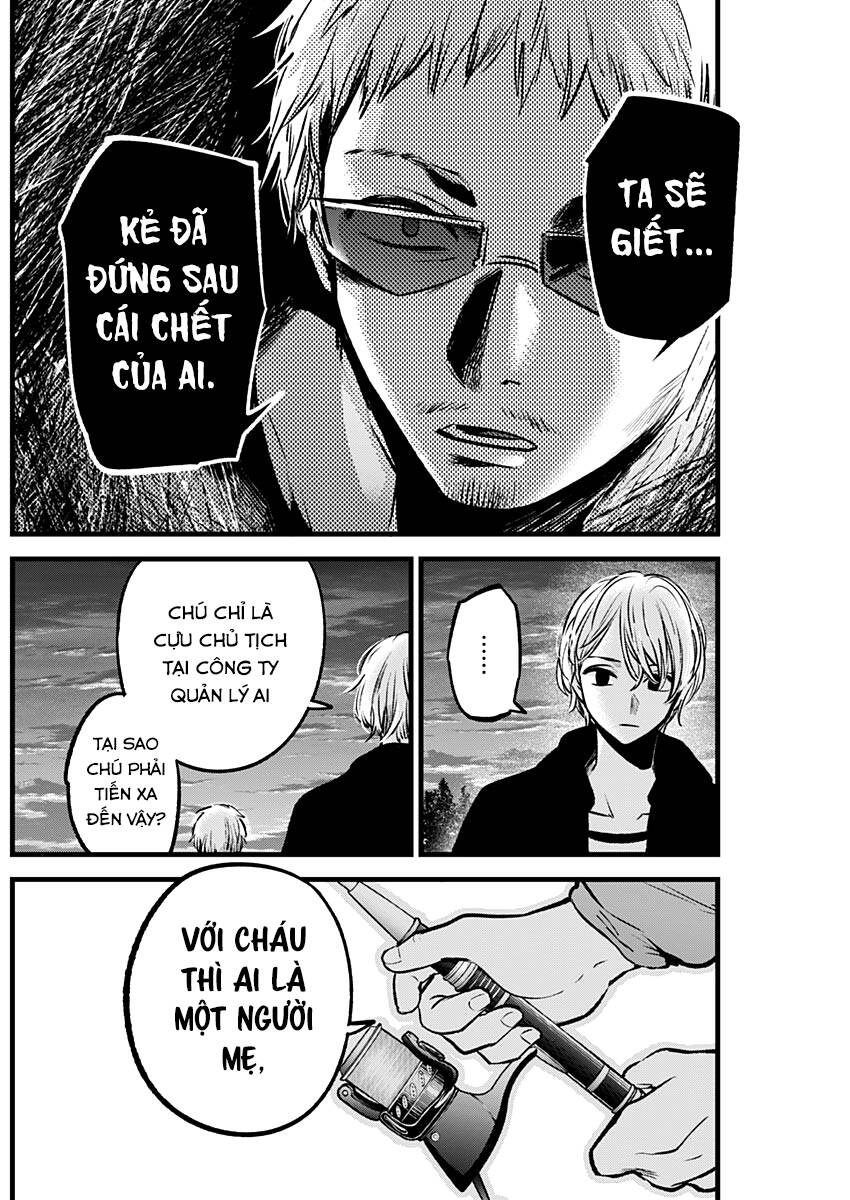 TA SẼ
GIẾT...
KẺ ĐÃ
ĐỨNG SAU
CÁI CHẾT
CỦA AI.
......
CHÚ CHỈ LÀ
CỰU CHỦ TỊCH
TẠI CÔNG TY
QUẢN LÝ AI
TẠI SAO
CHÚ PHẢI
TIẾN XA
ĐẾN VẬY?
VỚI CHÁU
THÌ AI LÀ
MỘT NGƯỜI
MẸ,